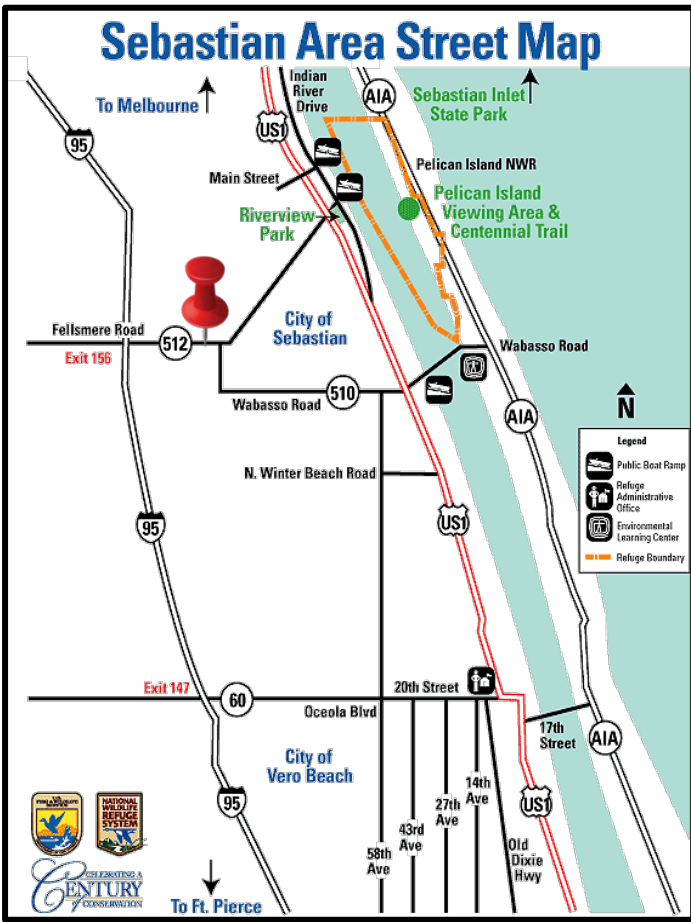 Sebastian Area Street Map
To Melbourne
95
US1
Indian
River
Drive
A1A
Sebastian Inlet
State Park
Main Street
Pelican Island NWR
Riverview
Park
Pelican Island
Viewing Area &
Centennial Trail
City of
Sebastian
Fellsmere Road
512
Exit 156
Wabasso Road
Wabasso Road
510
A1A
N
N. Winter Beach Road
Legend
Public Boat Ramp
Refuge
Administrative
Office
Environmental
Learning Center
Refuge Boundary
95
US1
Exit 147
60
20th Street
Oceola Blvd
17th
Street
A1A
City of
Vero Beach
95
14th
Ave
27th
Ave
43rd
Ave
58th
Ave
US1
Old
Dixie
Hwy
U.S.
FISH & WILDLIFE
SERVICE
NATIONAL
WILDLIFE
REFUGE
SYSTEM
CELEBRATING A
CENTURY
of CONSERVATION
To Ft. Pierce